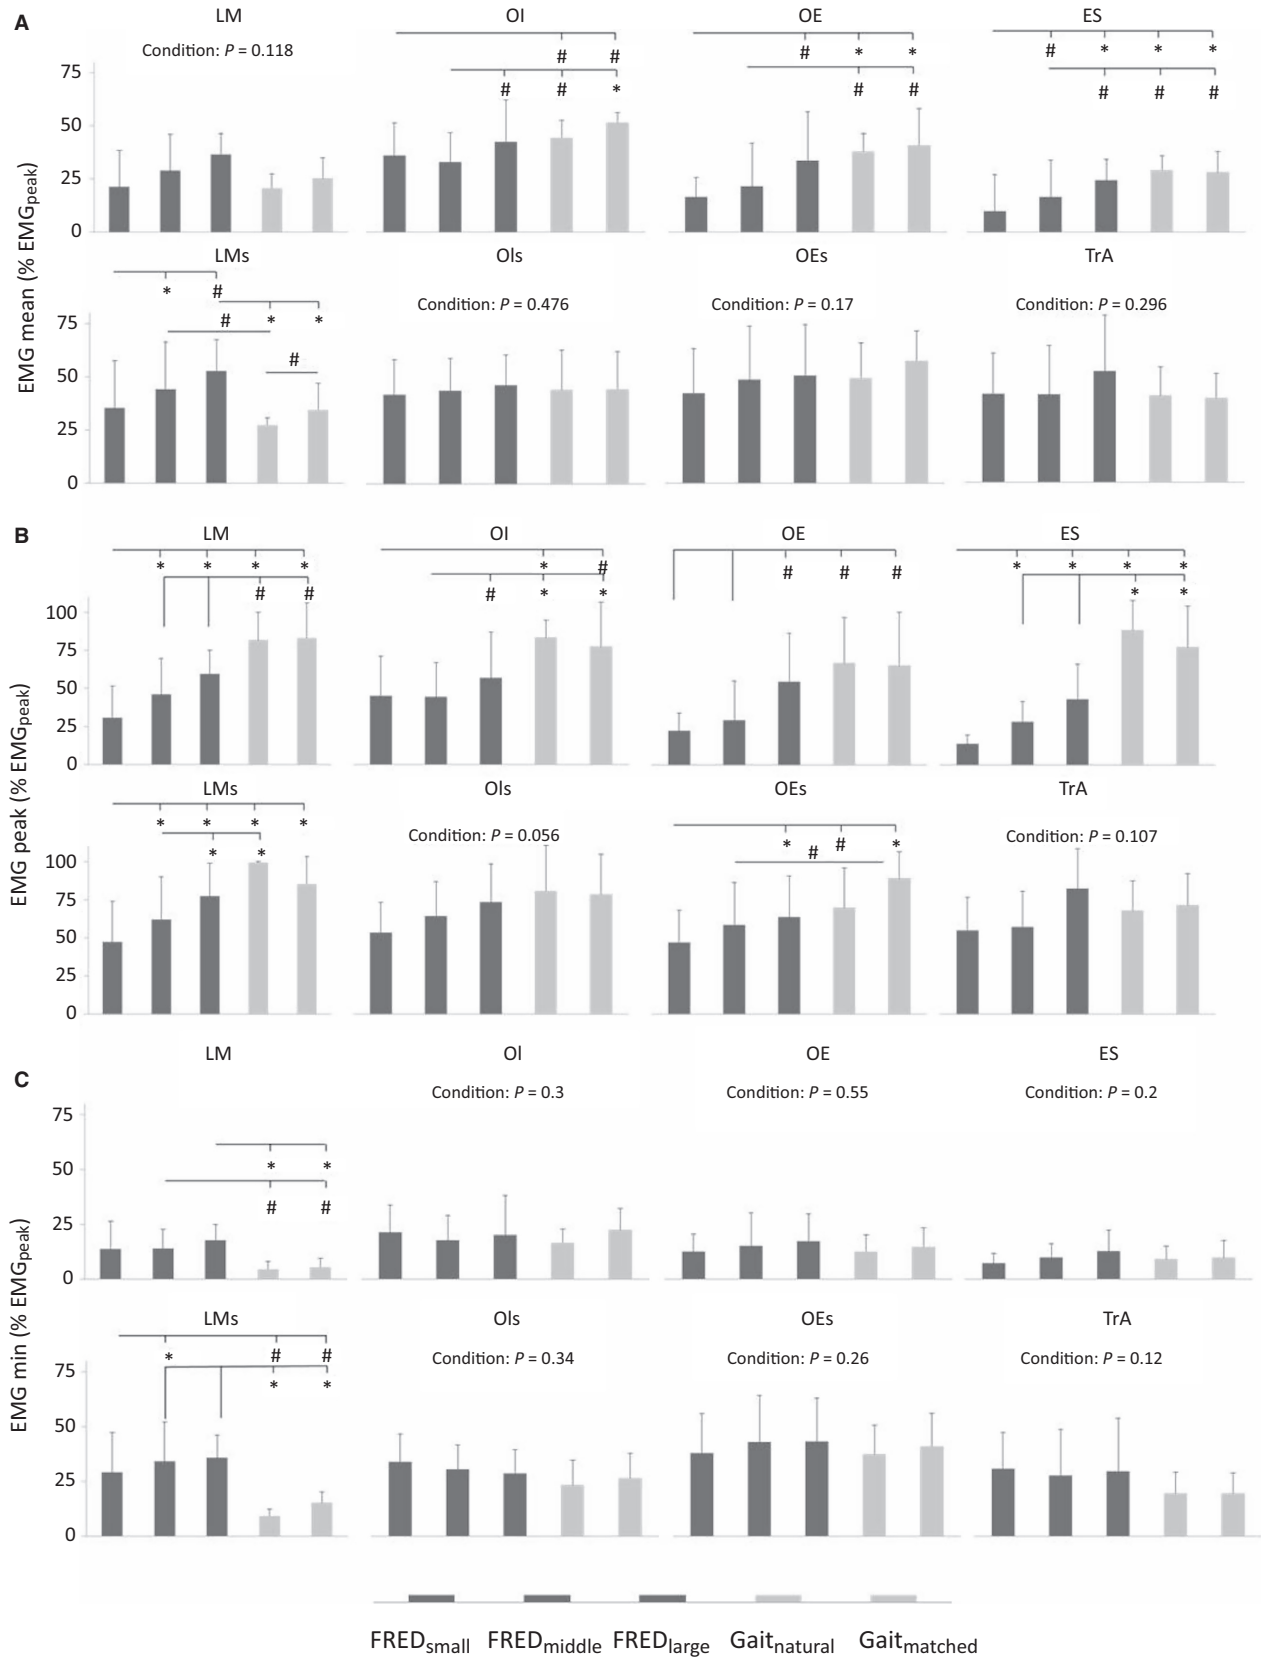 A
LM OI OE ES
Condition: P = 0.118
# # # * * # * * *
# # * # # # # #
75
50
25
0
EMG mean (% EMGpeak)
LMs OIs OEs TrA
* #
Condition: P = 0.476 Condition: P = 0.17 Condition: P = 0.296
# * *
#
75
50
25
0
B
LM OI OE ES
* * * * * # # # # * * * *
# # # * * * *
100
75
50
25
0
EMG peak (% EMGpeak)
LMs OIs OEs TrA
* * * *
Condition: P = 0.056 Condition: P = 0.107
* * * # *
#
100
75
50
25
0
C
LM OI OE ES
Condition: P = 0.3 Condition: P = 0.55 Condition: P = 0.2
* *
# #
75
50
25
0
EMG min (% EMGpeak)
LMs OIs OEs TrA
* # #
Condition: P = 0.34 Condition: P = 0.26 Condition: P = 0.12
* *
75
50
25
0
FREDsmall FREDmiddle FREDlarge Gaitnatural Gaitmatched